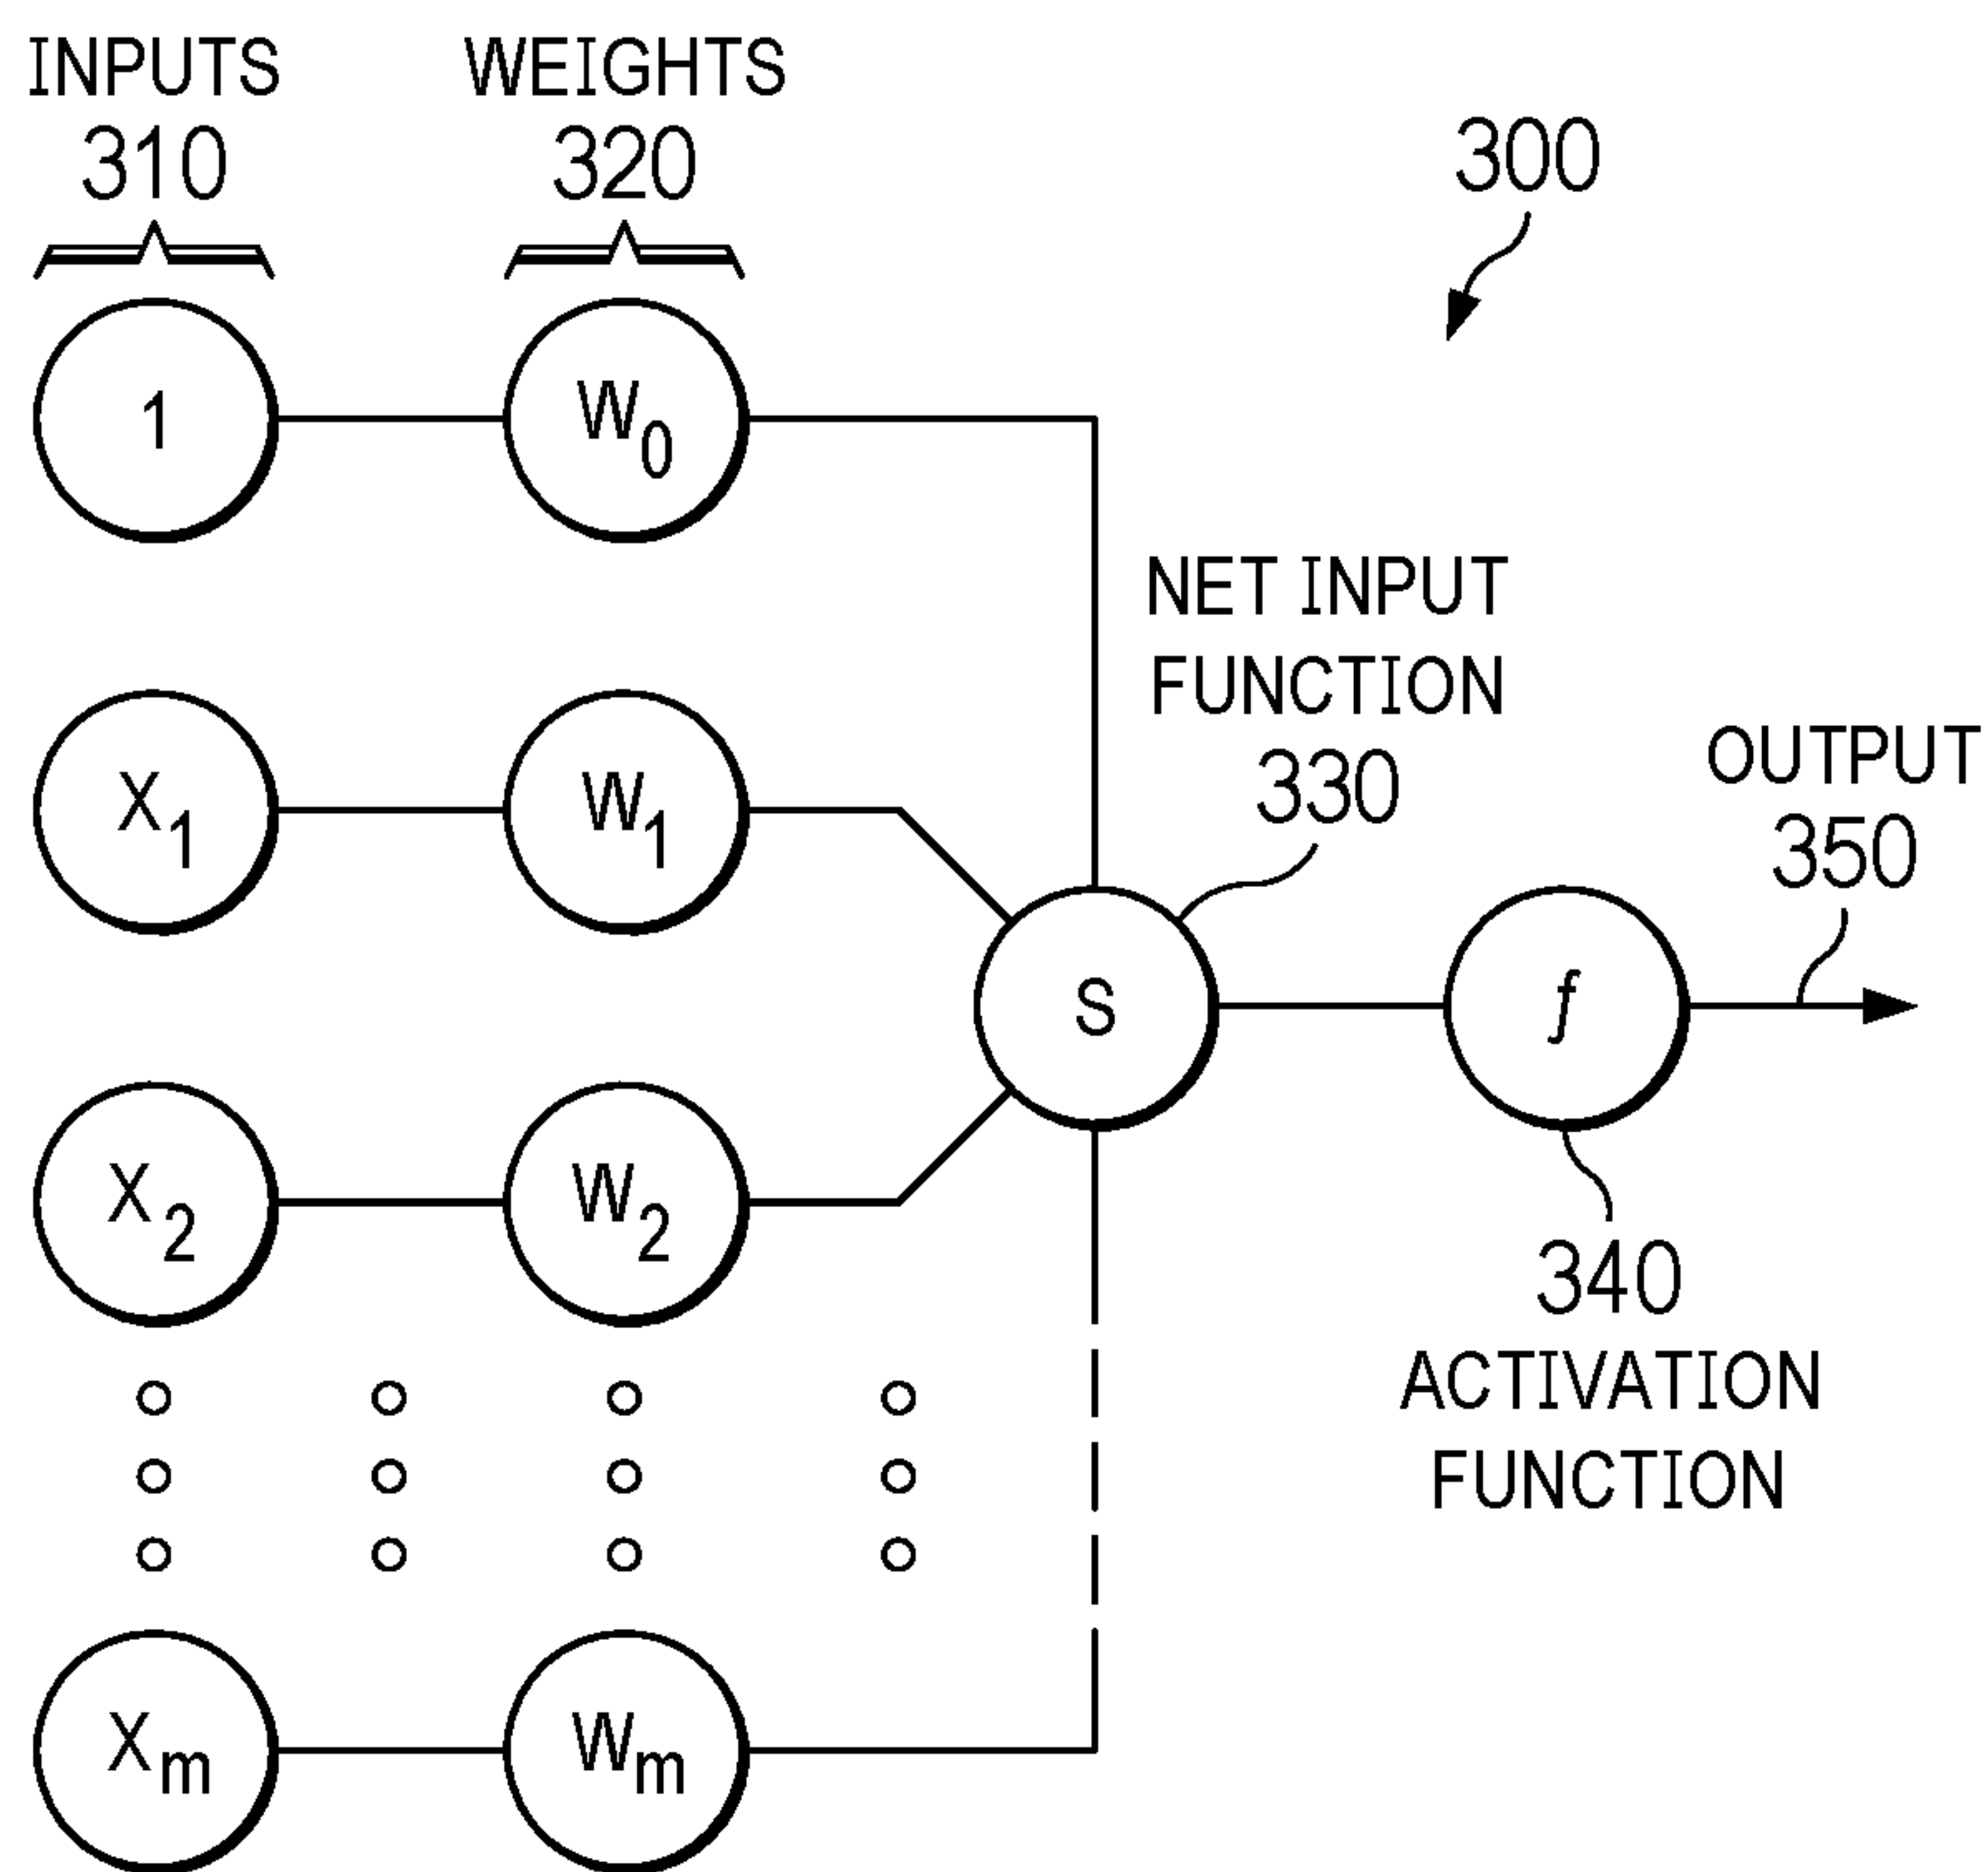 INPUTS
310
WEIGHTS
320
300
1
W0
NET INPUT
FUNCTION
330
OUTPUT
350
X1
W1
S
f
X2
W2
340
ACTIVATION
FUNCTION
Xm
Wm